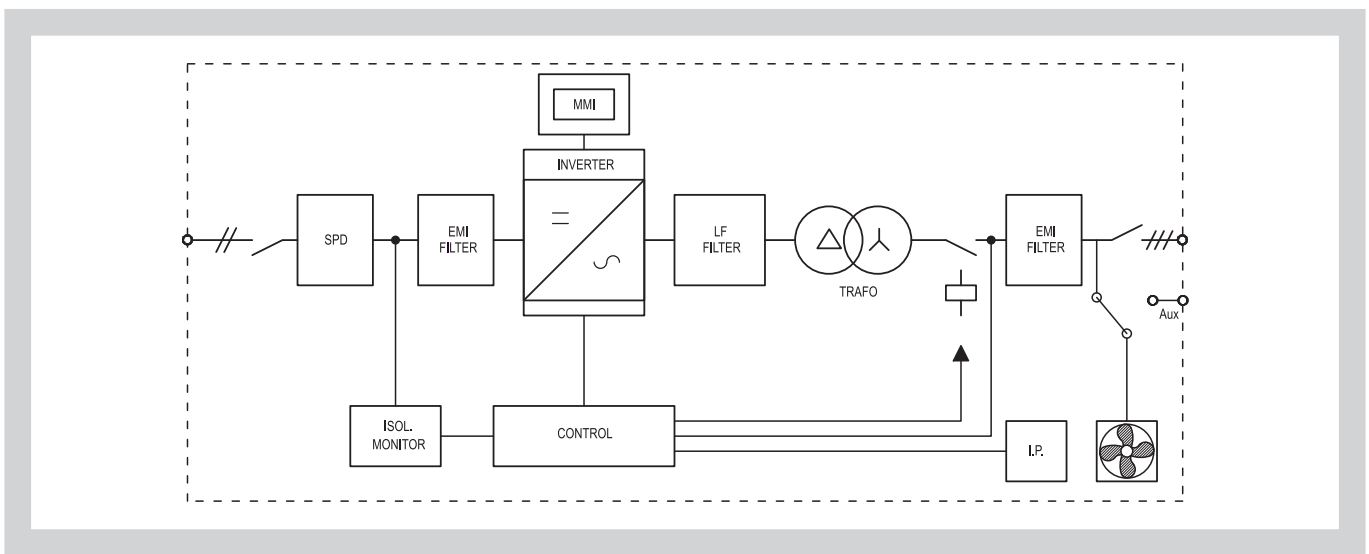 MMI
INVERTER
SPD
EMI
FILTER
LF
FILTER
TRAFO
EMI
FILTER
Aux
ISOL.
MONITOR
CONTROL
I.P.